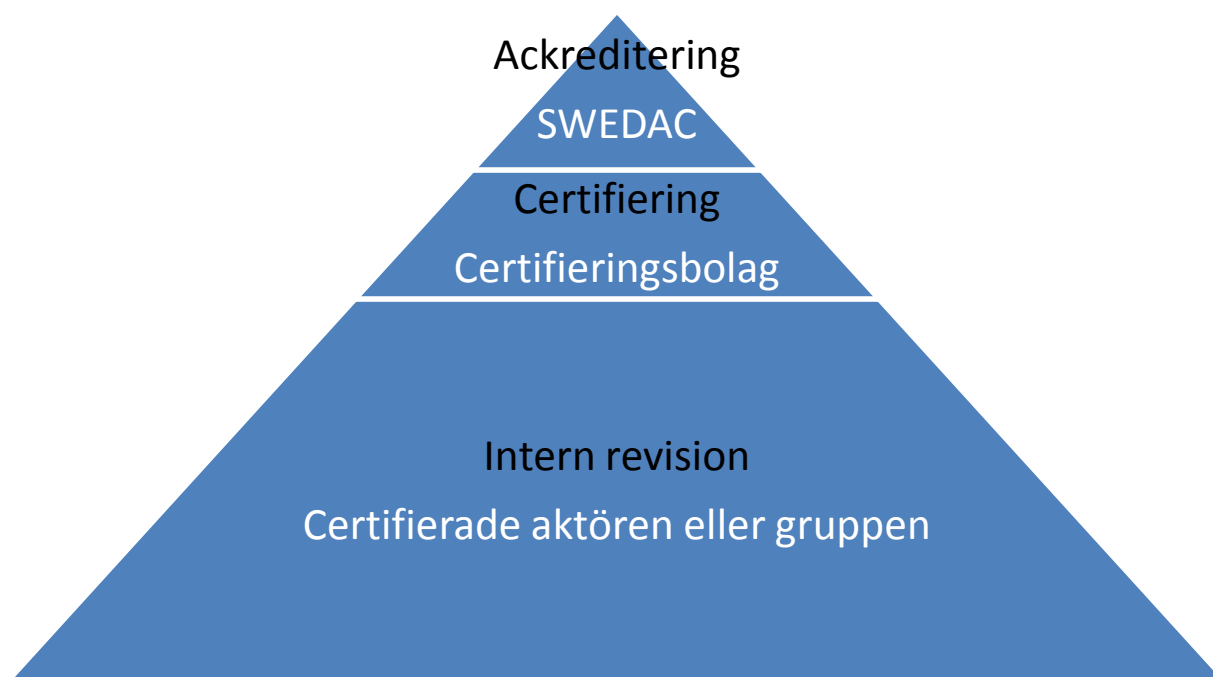 Ackreditering
SWEDAC
Certifiering
Certifieringsbolag
Intern revision
Certifierade aktören eller gruppen